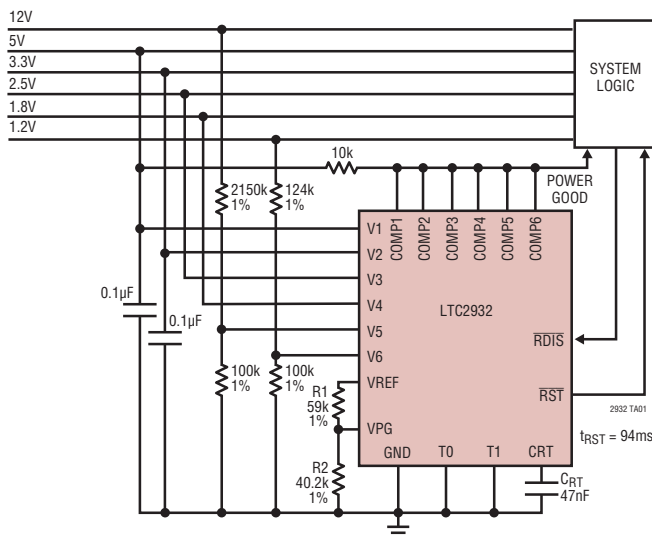 12V
5V
3.3V
2.5V
1.8V
1.2V
SYSTEM
LOGIC
10k
POWER
GOOD
2150k
1%
124k
1%
COMP1
COMP2
COMP3
COMP4
COMP5
COMP6
V1
V2
V3
V4
V5
V6
VREF
VPG
LTC2932
RDIS
RST
0.1µF
0.1µF
100k
1%
100k
1%
R1
59k
1%
R2
40.2k
1%
GND
T0
T1
CRT
2932 TA01
tRST = 94ms
CRT
47nF